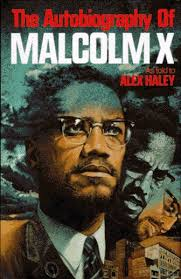 The Autobiography Of
MALCOLM X
As told to
ALEX HALEY